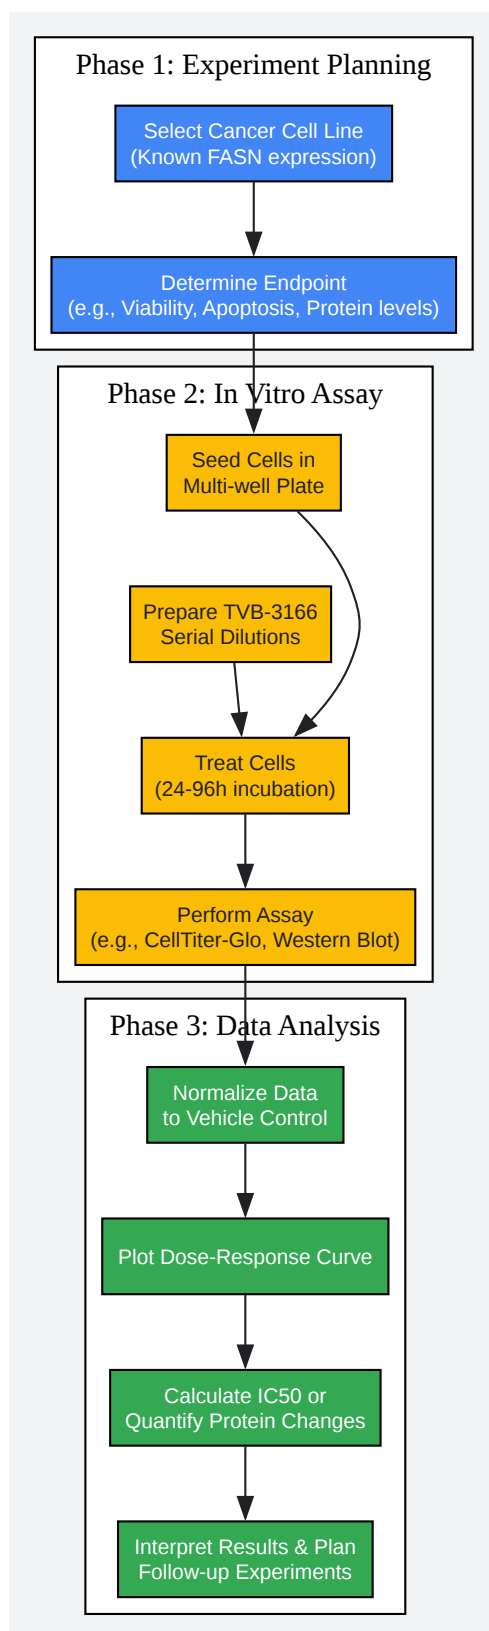 Phase 1: Experiment Planning
Select Cancer Cell Line
(Known FASN expression)
Determine Endpoint
(e.g., Viability, Apoptosis, Protein levels)
Phase 2: In Vitro Assay
Seed Cells in
Multi-well Plate
Prepare TVB-3166
Serial Dilutions
Treat Cells
(24-96h incubation)
Perform Assay
(e.g., CellTiter-Glo, Western Blot)
Phase 3: Data Analysis
Normalize Data
to Vehicle Control
Plot Dose-Response Curve
Calculate IC50 or
Quantify Protein Changes
Interpret Results & Plan
Follow-up Experiments